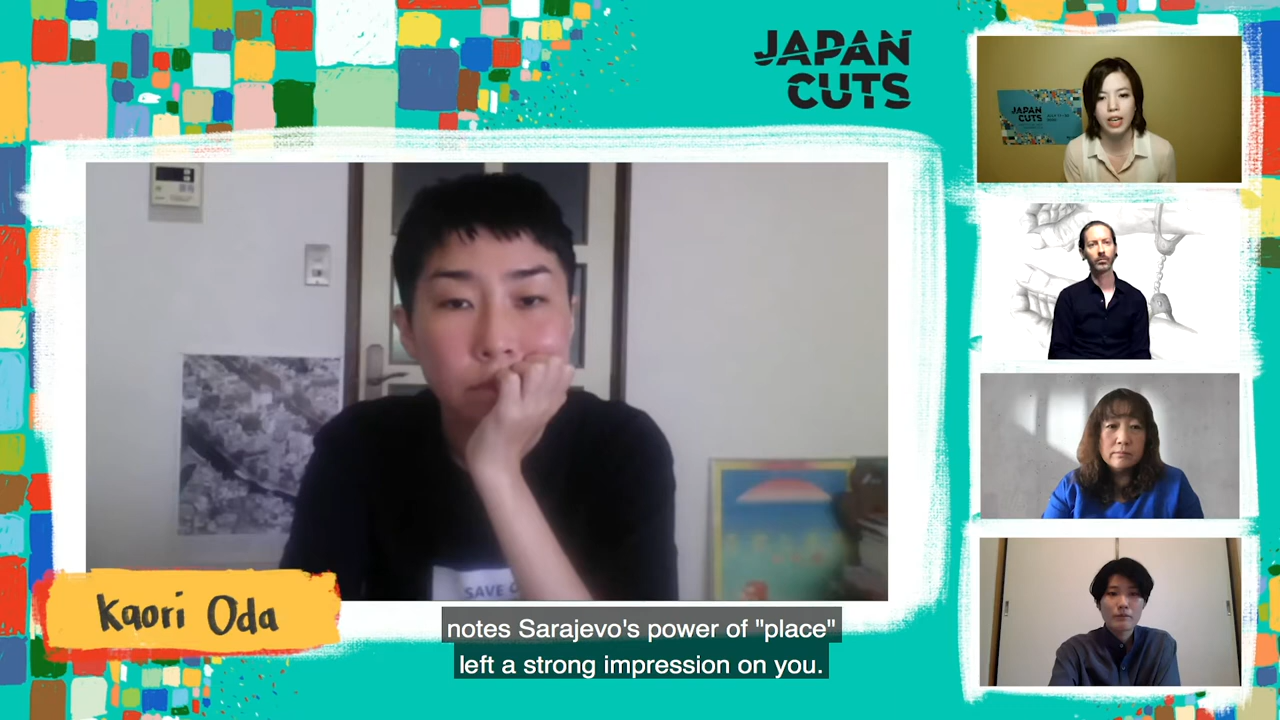 JAPAN
CUTS
JAPAN
CUTS
Kaori Oda
SAVE
notes Sarajevo's power of "place"
left a strong impression on you.